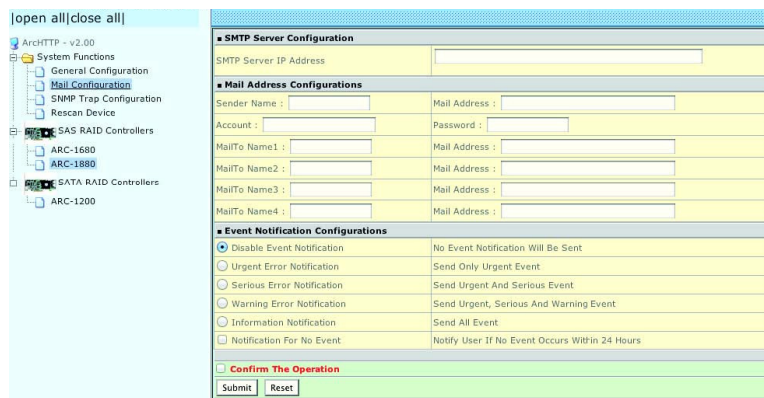 |open all|close all|
ArcHTTP - v2.00
System Functions
General Configuration
Mail Configuration
SNMP Trap Configuration
Rescan Device
SAS RAID Controllers
ARC-1680
ARC-1880
SATA RAID Controllers
ARC-1200
SMTP Server Configuration
SMTP Server IP Address
Mail Address Configurations
Sender Name : Mail Address :
Account : Password :
MailTo Name1 : Mail Address :
MailTo Name2 : Mail Address :
MailTo Name3 : Mail Address :
MailTo Name4 : Mail Address :
Event Notification Configurations
Disable Event Notification No Event Notification Will Be Sent
Urgent Error Notification Send Only Urgent Event
Serious Error Notification Send Urgent And Serious Event
Warning Error Notification Send Urgent, Serious And Warning Event
Information Notification Send All Event
Notification For No Event Notify User If No Event Occurs Within 24 Hours
Confirm The Operation
Submit Reset